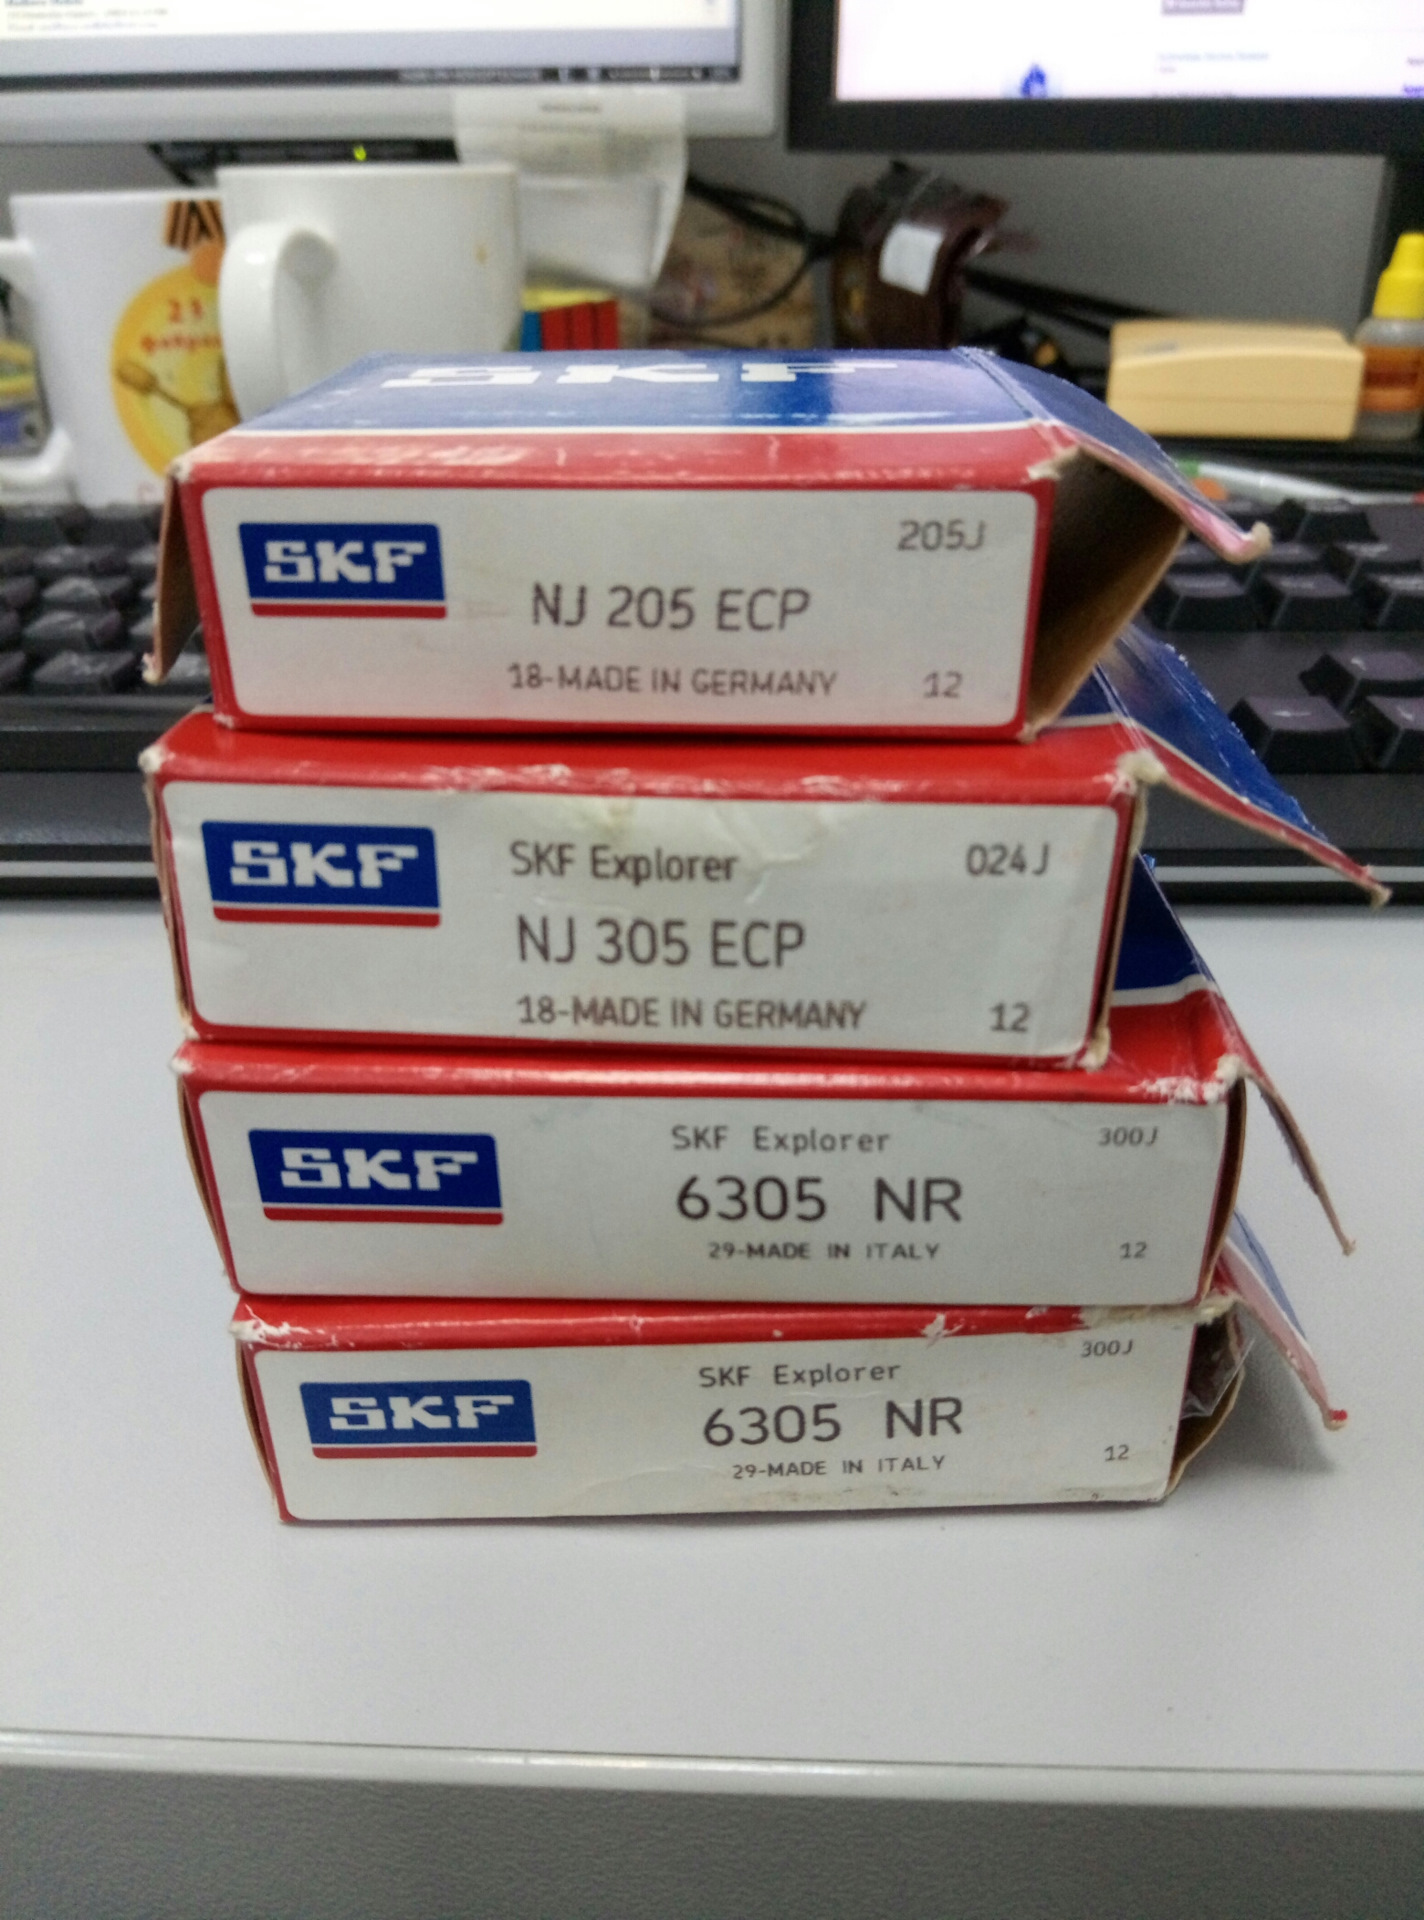 23
февраля
SKF
SKF
205J
NJ 205 ECP
18-MADE IN GERMANY 12
SKF
SKF Explorer 024J
NJ 305 ECP
18-MADE IN GERMANY 12
SKF
SKF Explorer 300J
6305 NR
29-MADE IN ITALY 12
SKF
SKF Explorer 300J
6305 NR
29-MADE IN ITALY 12